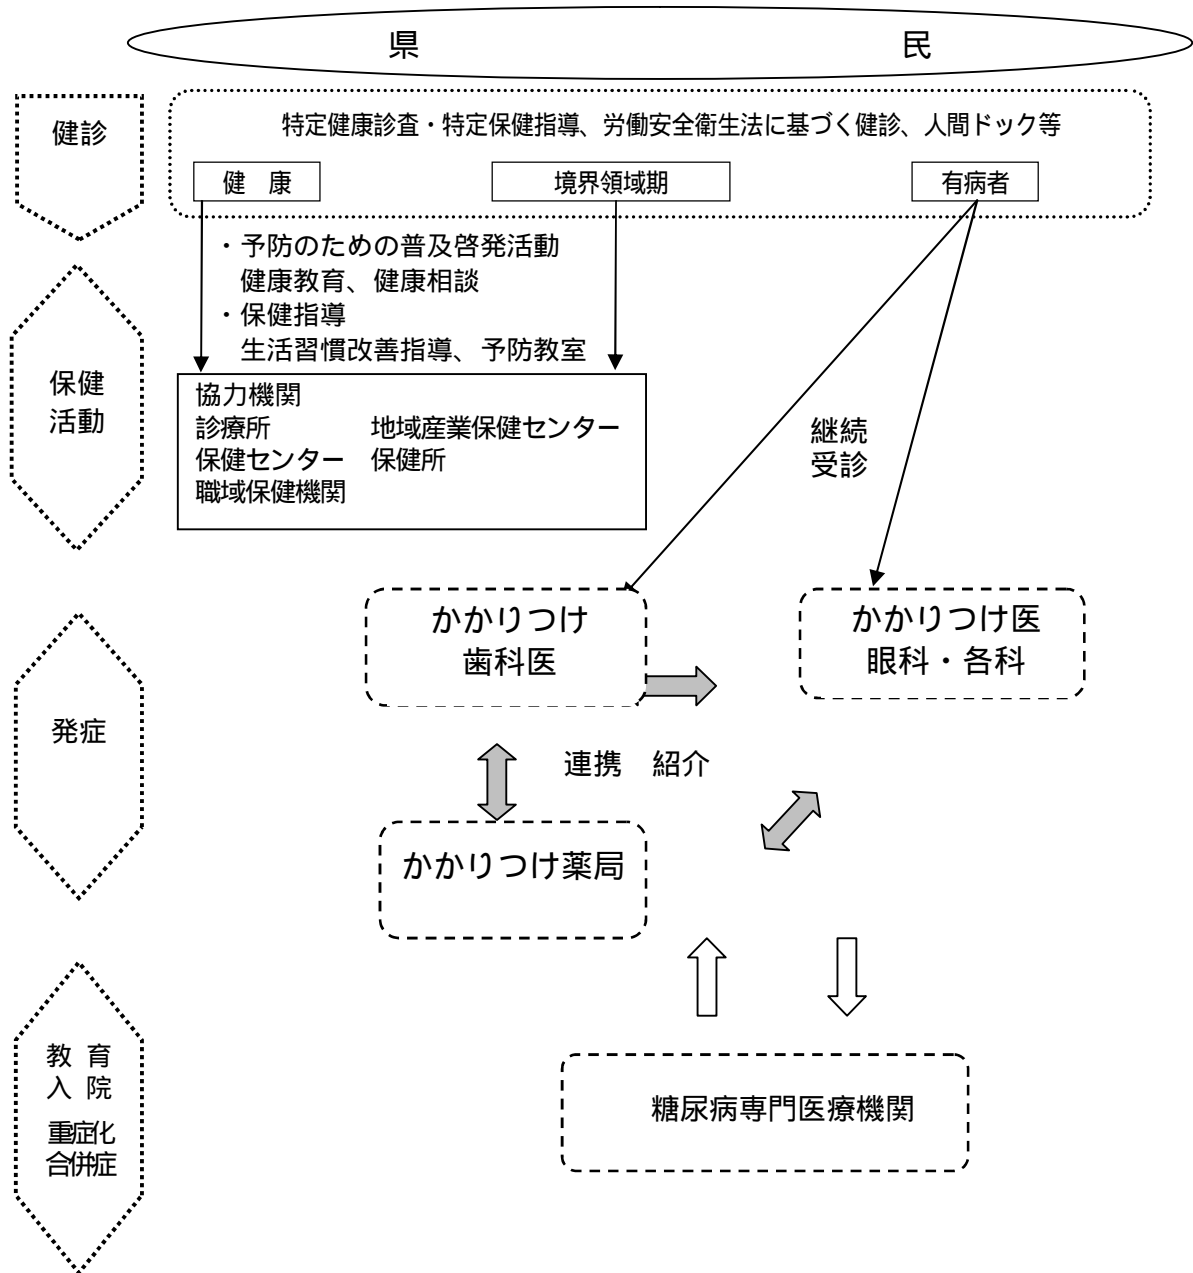 県　民
健診
特定健康診査・特定保健指導、労働安全衛生法に基づく健診、人間ドック等
健　康
境界領域期
有病者
・予防のための普及啓発活動
健康教育、健康相談
・保健指導
生活習慣改善指導、予防教室
保健
活動
協力機関
診療所　地域産業保健センター
保健センター　保健所
職域保健機関
継続
受診
発症
かかりつけ
歯科医
かかりつけ医
眼科・各科
連携　紹介
かかりつけ薬局
教 育
入 院
重症化
合併症
糖尿病専門医療機関